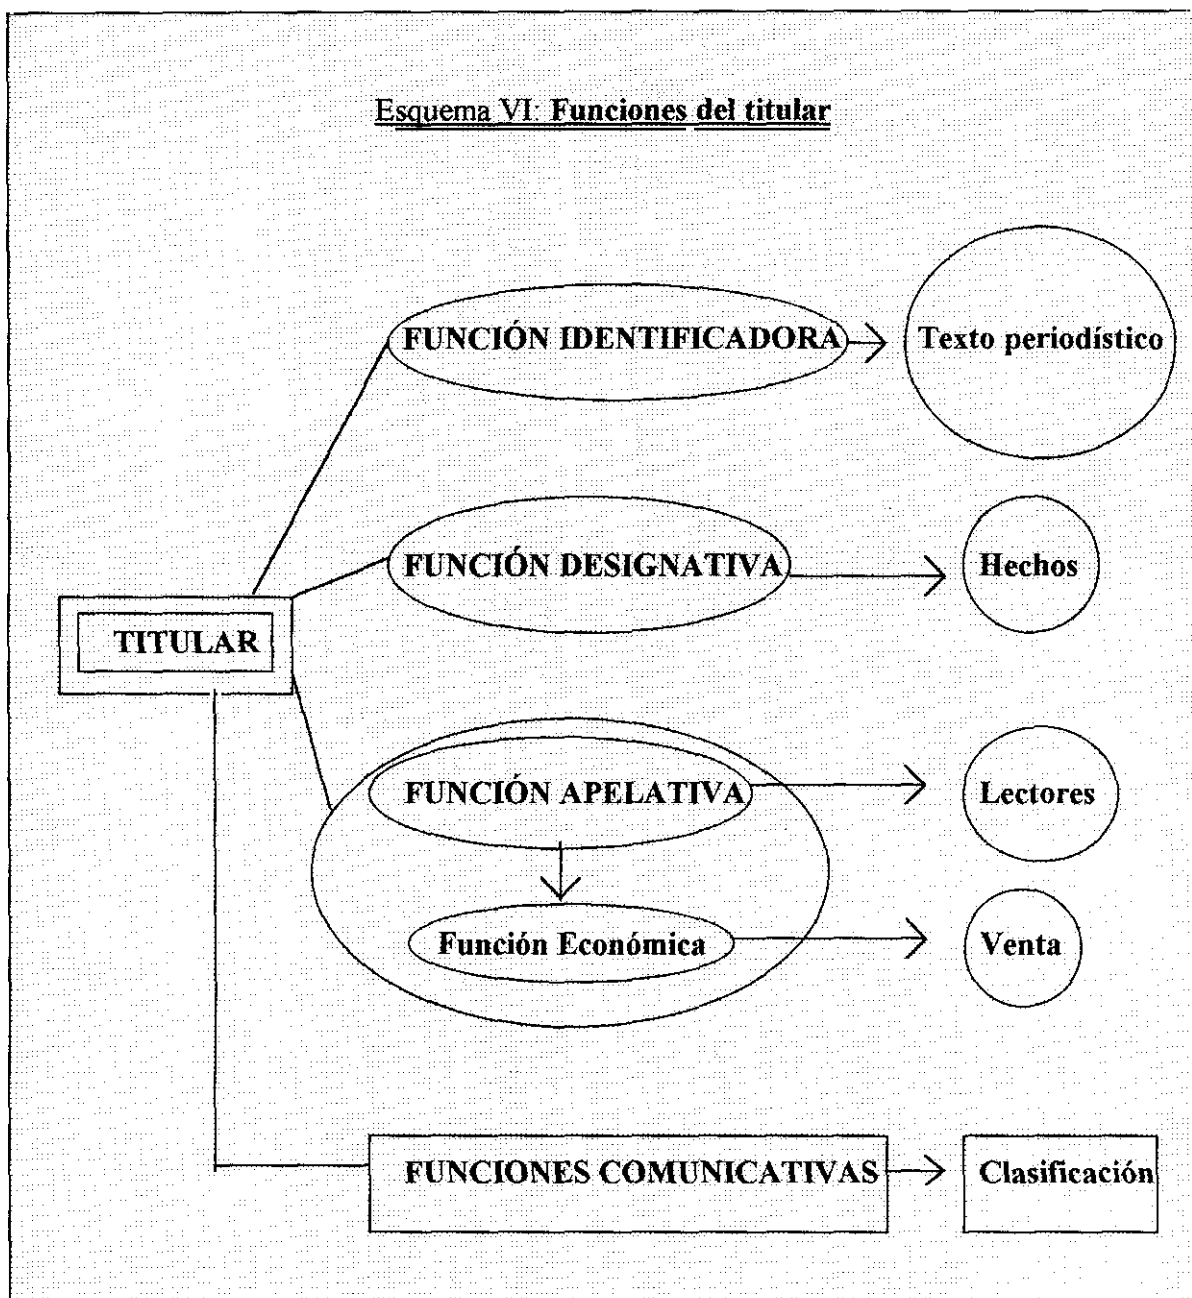 Esquema VI: Funciones del titular
FUNCIÓN IDENTIFICADORA
Texto periodístico
FUNCIÓN DESIGNATIVA
Hechos
TITULAR
FUNCIÓN APELATIVA
Lectores
Función Económica
Venta
FUNCIONES COMUNICATIVAS
Clasificación